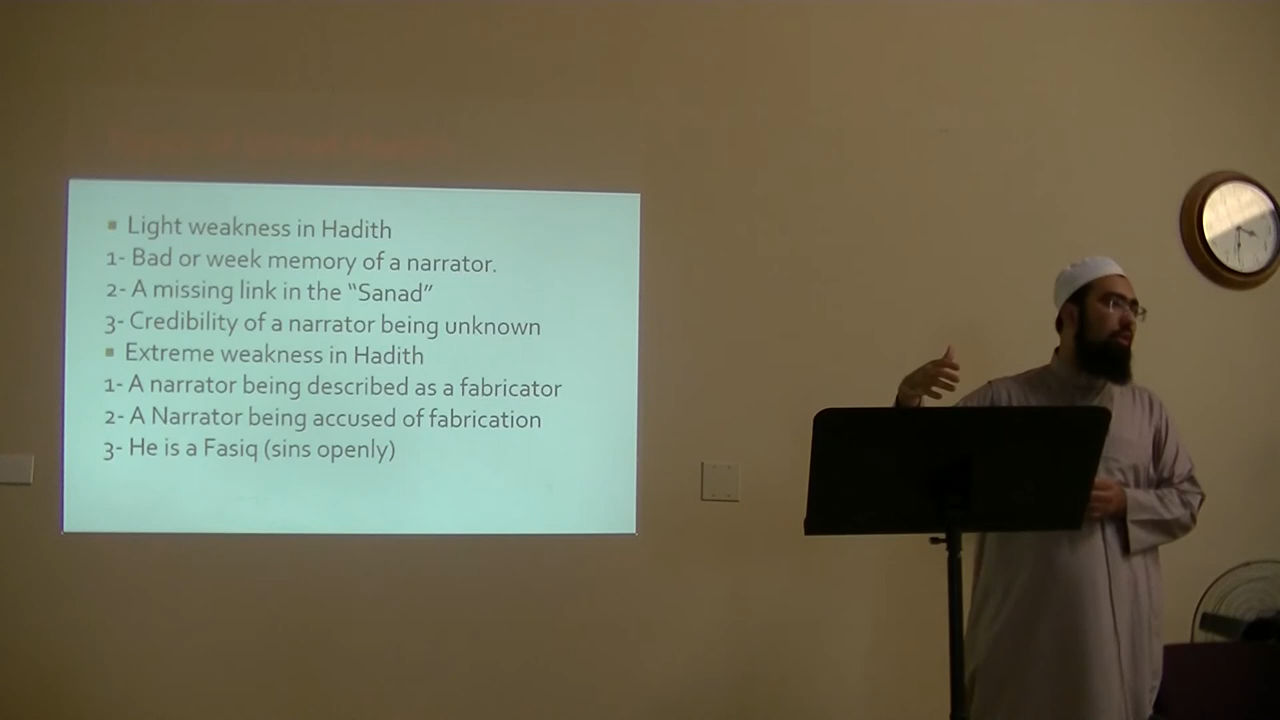 ▪ Light weakness in Hadith
1- Bad or week memory of a narrator.
2- A missing link in the “Sanad”
3- Credibility of a narrator being unknown
▪ Extreme weakness in Hadith
1- A narrator being described as a fabricator
2- A Narrator being accused of fabrication
3- He is a Fasiq (sins openly)